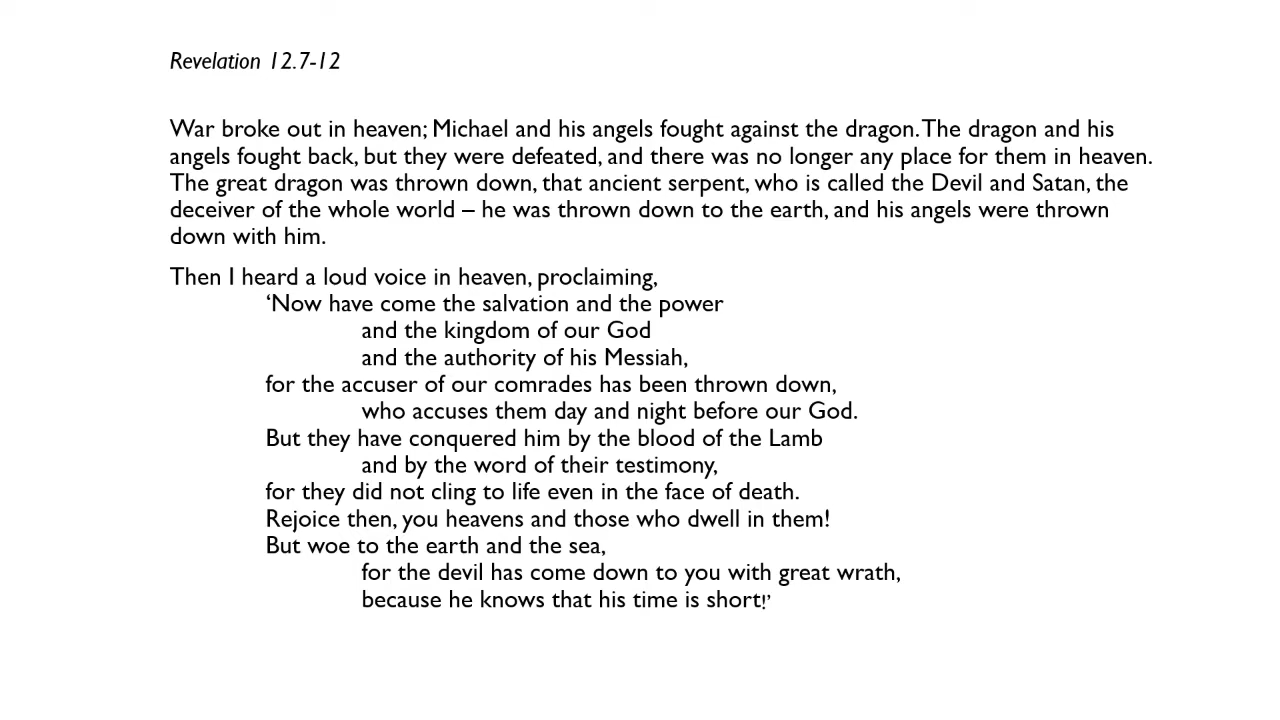 Revelation 12.7-12
War broke out in heaven; Michael and his angels fought against the dragon. The dragon and his
angels fought back, but they were defeated, and there was no longer any place for them in heaven.
The great dragon was thrown down, that ancient serpent, who is called the Devil and Satan, the
deceiver of the whole world – he was thrown down to the earth, and his angels were thrown
down with him.
Then I heard a loud voice in heaven, proclaiming,
‘Now have come the salvation and the power
and the kingdom of our God
and the authority of his Messiah,
for the accuser of our comrades has been thrown down,
who accuses them day and night before our God.
But they have conquered him by the blood of the Lamb
and by the word of their testimony,
for they did not cling to life even in the face of death.
Rejoice then, you heavens and those who dwell in them!
But woe to the earth and the sea,
for the devil has come down to you with great wrath,
because he knows that his time is short!’